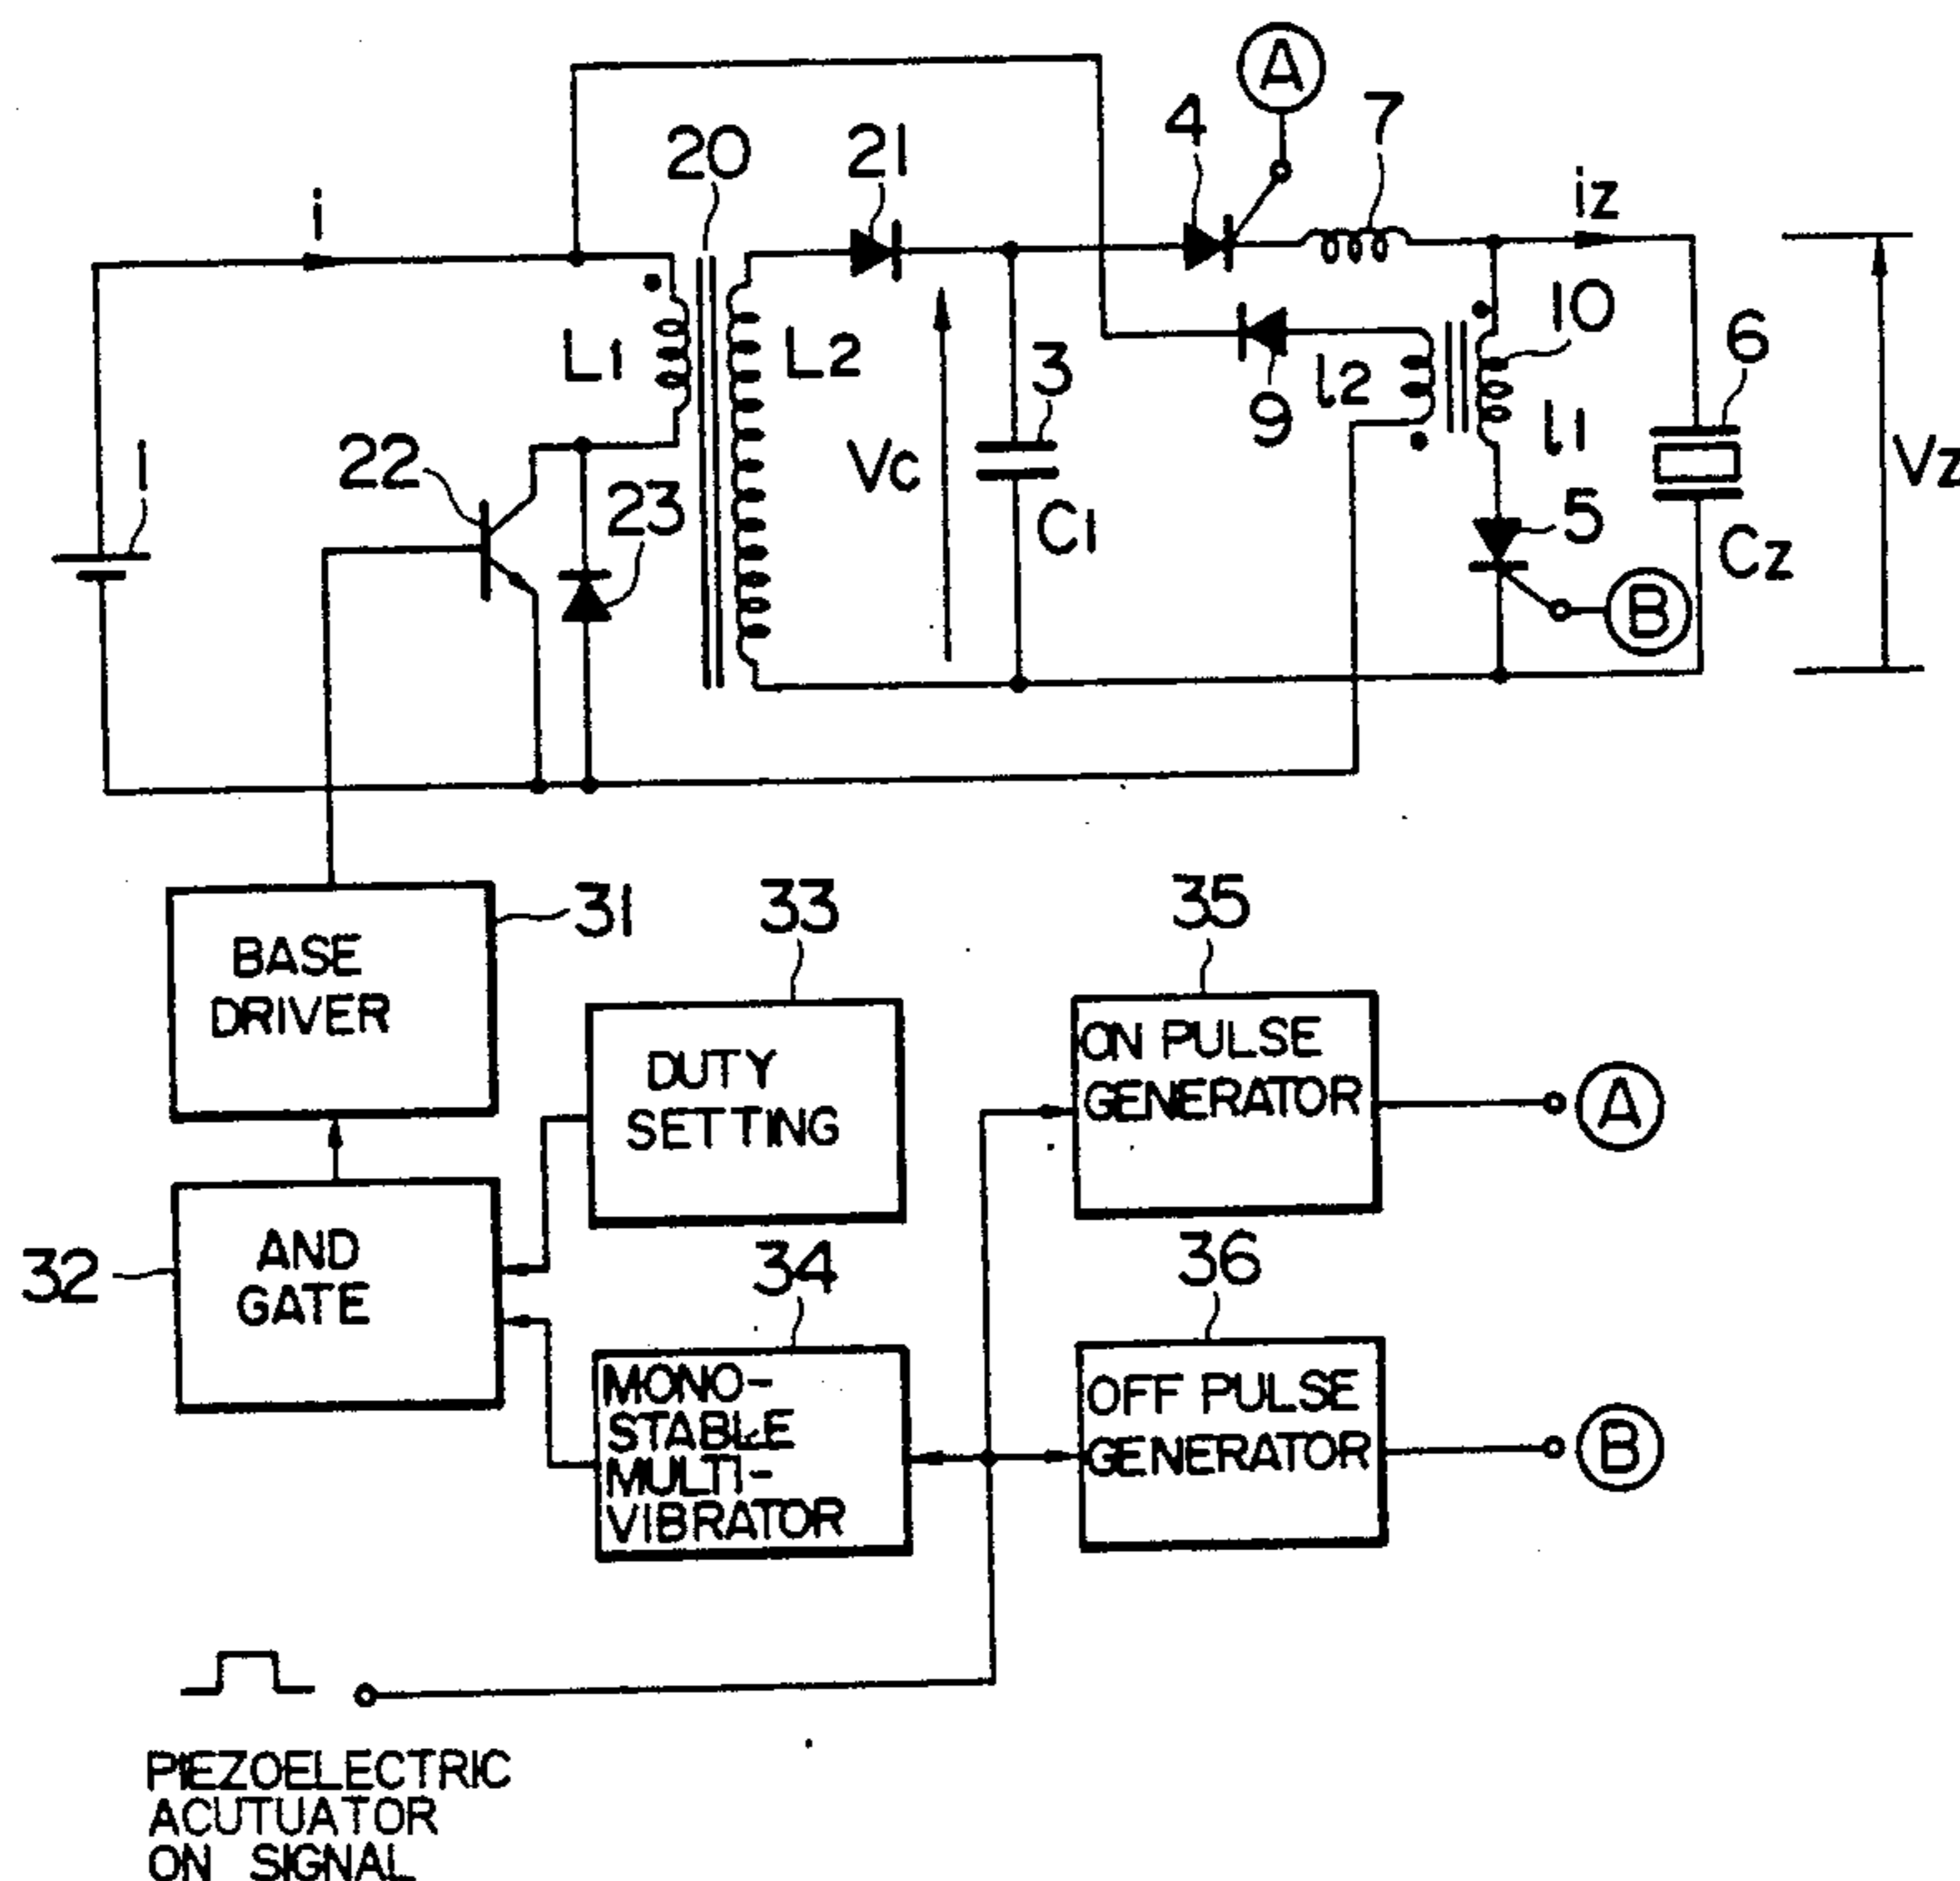 A
4
7
20
21
i
iz
L1
L2
3
9
l2
10
l1
6
1
22
23
Vc
C1
5
Cz
Vz
B
BASE
DRIVER
31
33
DUTY
SETTING
35
ON PULSE
GENERATOR
A
32
AND
GATE
34
MONO-
STABLE
MULTI-
VIBRATOR
36
OFF PULSE
GENERATOR
B
PIEZOELECTRIC
ACUTUATOR
ON SIGNAL